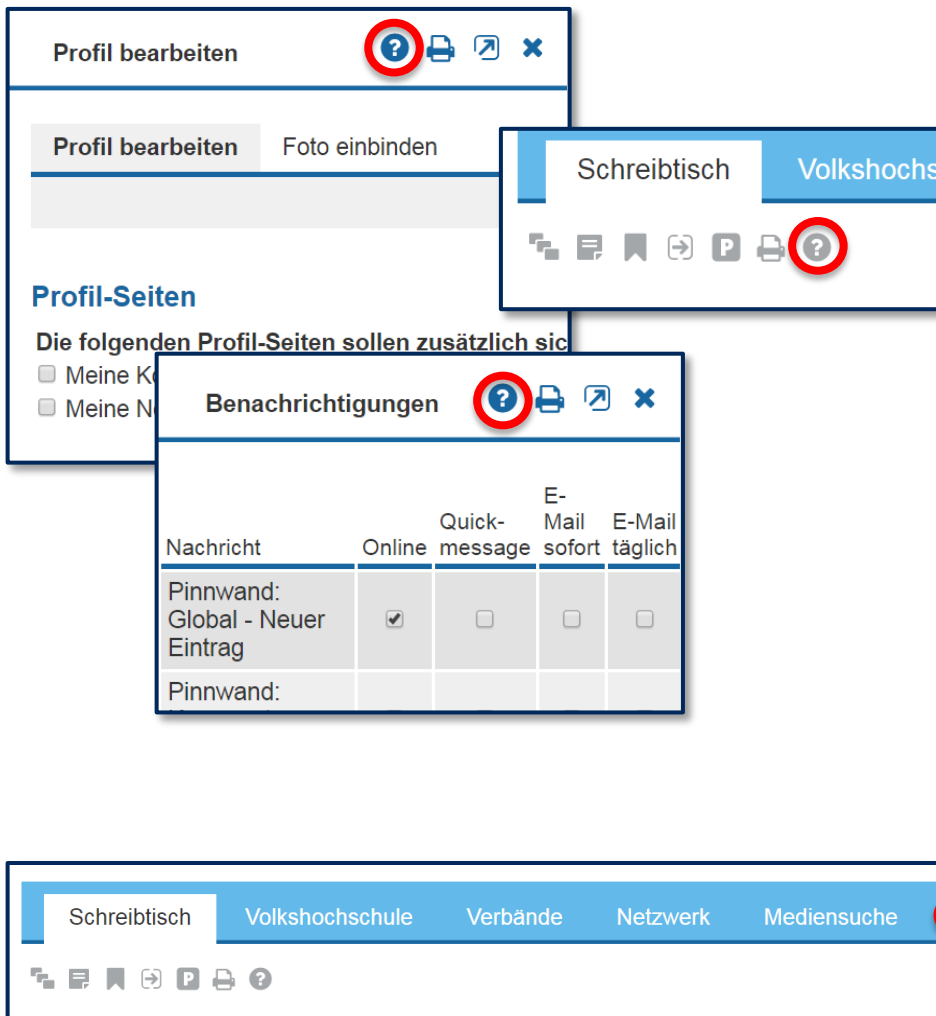 Profil bearbeiten
Profil bearbeiten Foto einbinden
Profil-Seiten
Die folgenden Profil-Seiten sollen zusätzlich
Meine
Meine
Schreibtisch
P
Benachrichtigungen
Nachricht Online Quick-message E-Mail sofort E-Mail täglich
Pinnwand:
Global - Neuer
Eintrag
Pinnwand:
Schreibtisch Volkshochschule Verbände Netzwerk Mediensuche
P